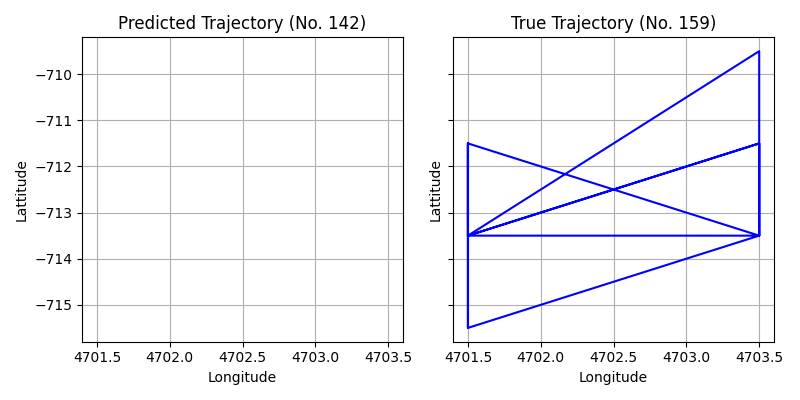 Predicted Trajectory (No. 142)
True Trajectory (No. 159)
Lattitude
−710
−711
−712
−713
−714
−715
4701.5 4702.0 4702.5 4703.0 4703.5
Longitude
Lattitude
4701.5 4702.0 4702.5 4703.0 4703.5
Longitude